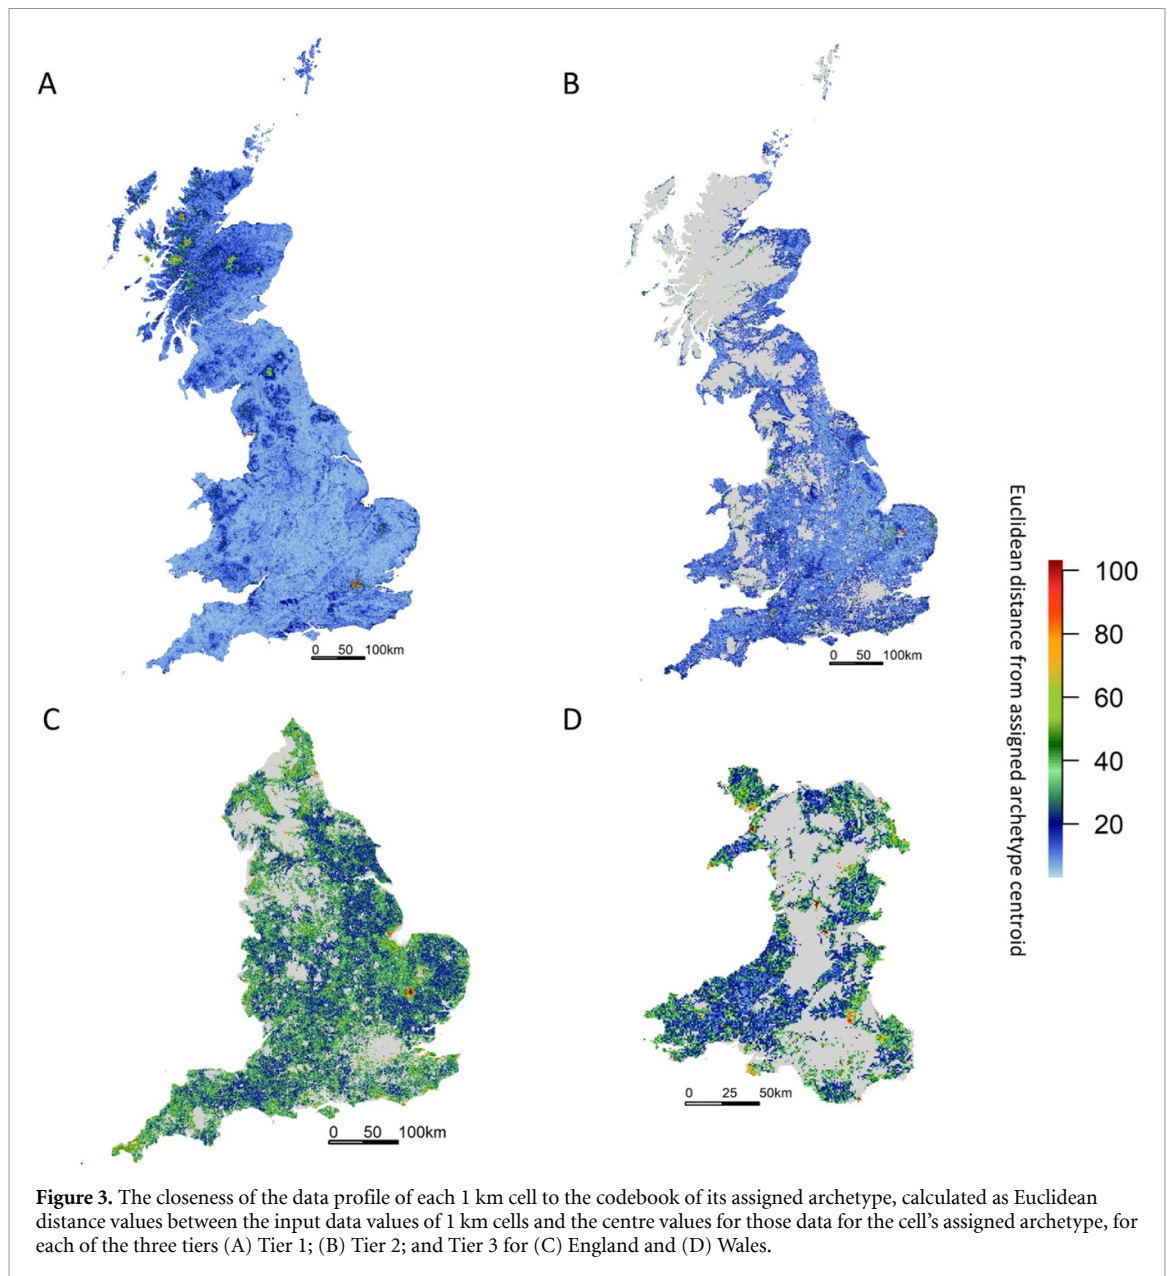 A
B
0 50 100km
0 50 100km
Euclidean distance from assigned archetype centroid
100
80
60
40
20
C
D
0 50 100km
0 25 50km
Figure 3. The closeness of the data profile of each 1 km cell to the codebook of its assigned archetype, calculated as Euclidean
distance values between the input data values of 1 km cells and the centre values for those data for the cell's assigned archetype, for
each of the three tiers (A) Tier 1; (B) Tier 2; and Tier 3 for (C) England and (D) Wales.